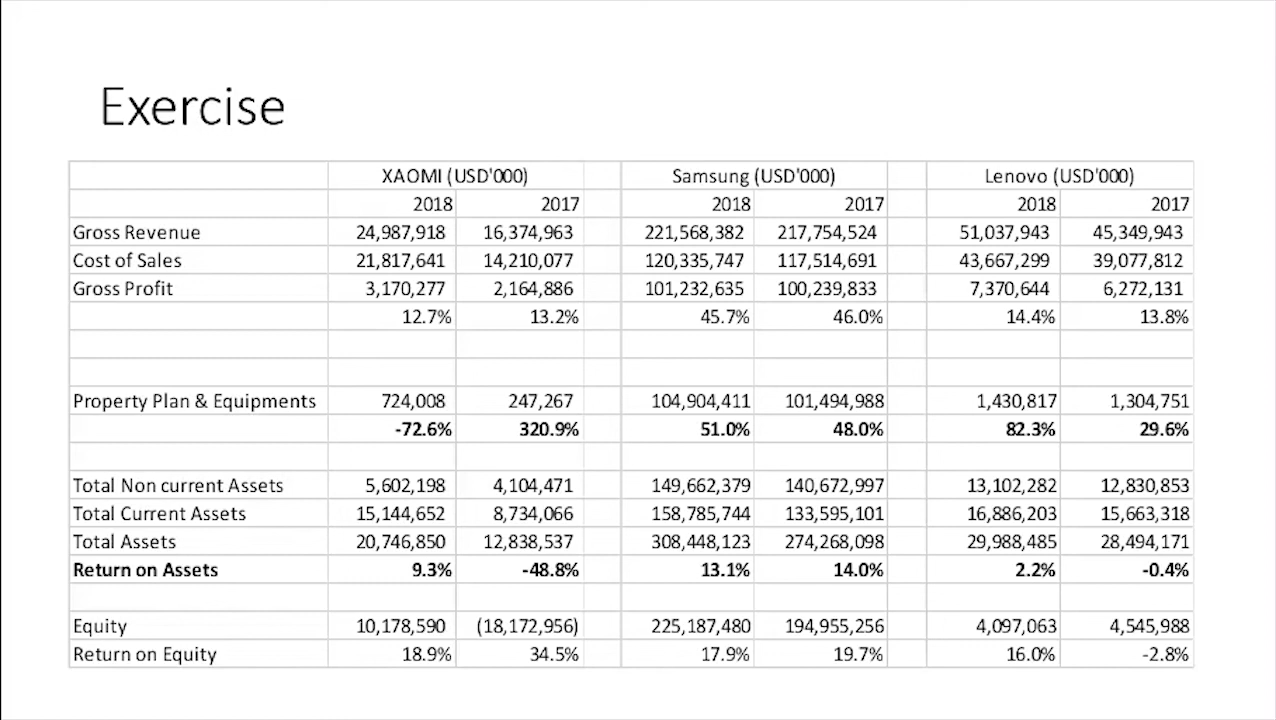 Exercise
XAOMI (USD'000) Samsung (USD'000) Lenovo (USD'000)
2018 2017 2018 2017 2018 2017
Gross Revenue 24,987,918 16,374,963 221,568,382 217,754,524 51,037,943 45,349,943
Cost of Sales 21,817,641 14,210,077 120,335,747 117,514,691 43,667,299 39,077,812
Gross Profit 3,170,277 2,164,886 101,232,635 100,239,833 7,370,644 6,272,131
12.7% 13.2% 45.7% 46.0% 14.4% 13.8%
Property Plan & Equipments 724,008 247,267 104,904,411 101,494,988 1,430,817 1,304,751
-72.6% 320.9% 51.0% 48.0% 82.3% 29.6%
Total Non current Assets 5,602,198 4,104,471 149,662,379 140,672,997 13,102,282 12,830,853
Total Current Assets 15,144,652 8,734,066 158,785,744 133,595,101 16,886,203 15,663,318
Total Assets 20,746,850 12,838,537 308,448,123 274,268,098 29,988,485 28,494,171
Return on Assets 9.3% -48.8% 13.1% 14.0% 2.2% -0.4%
Equity 10,178,590 (18,172,956) 225,187,480 194,955,256 4,097,063 4,545,988
Return on Equity 18.9% 34.5% 17.9% 19.7% 16.0% -2.8%